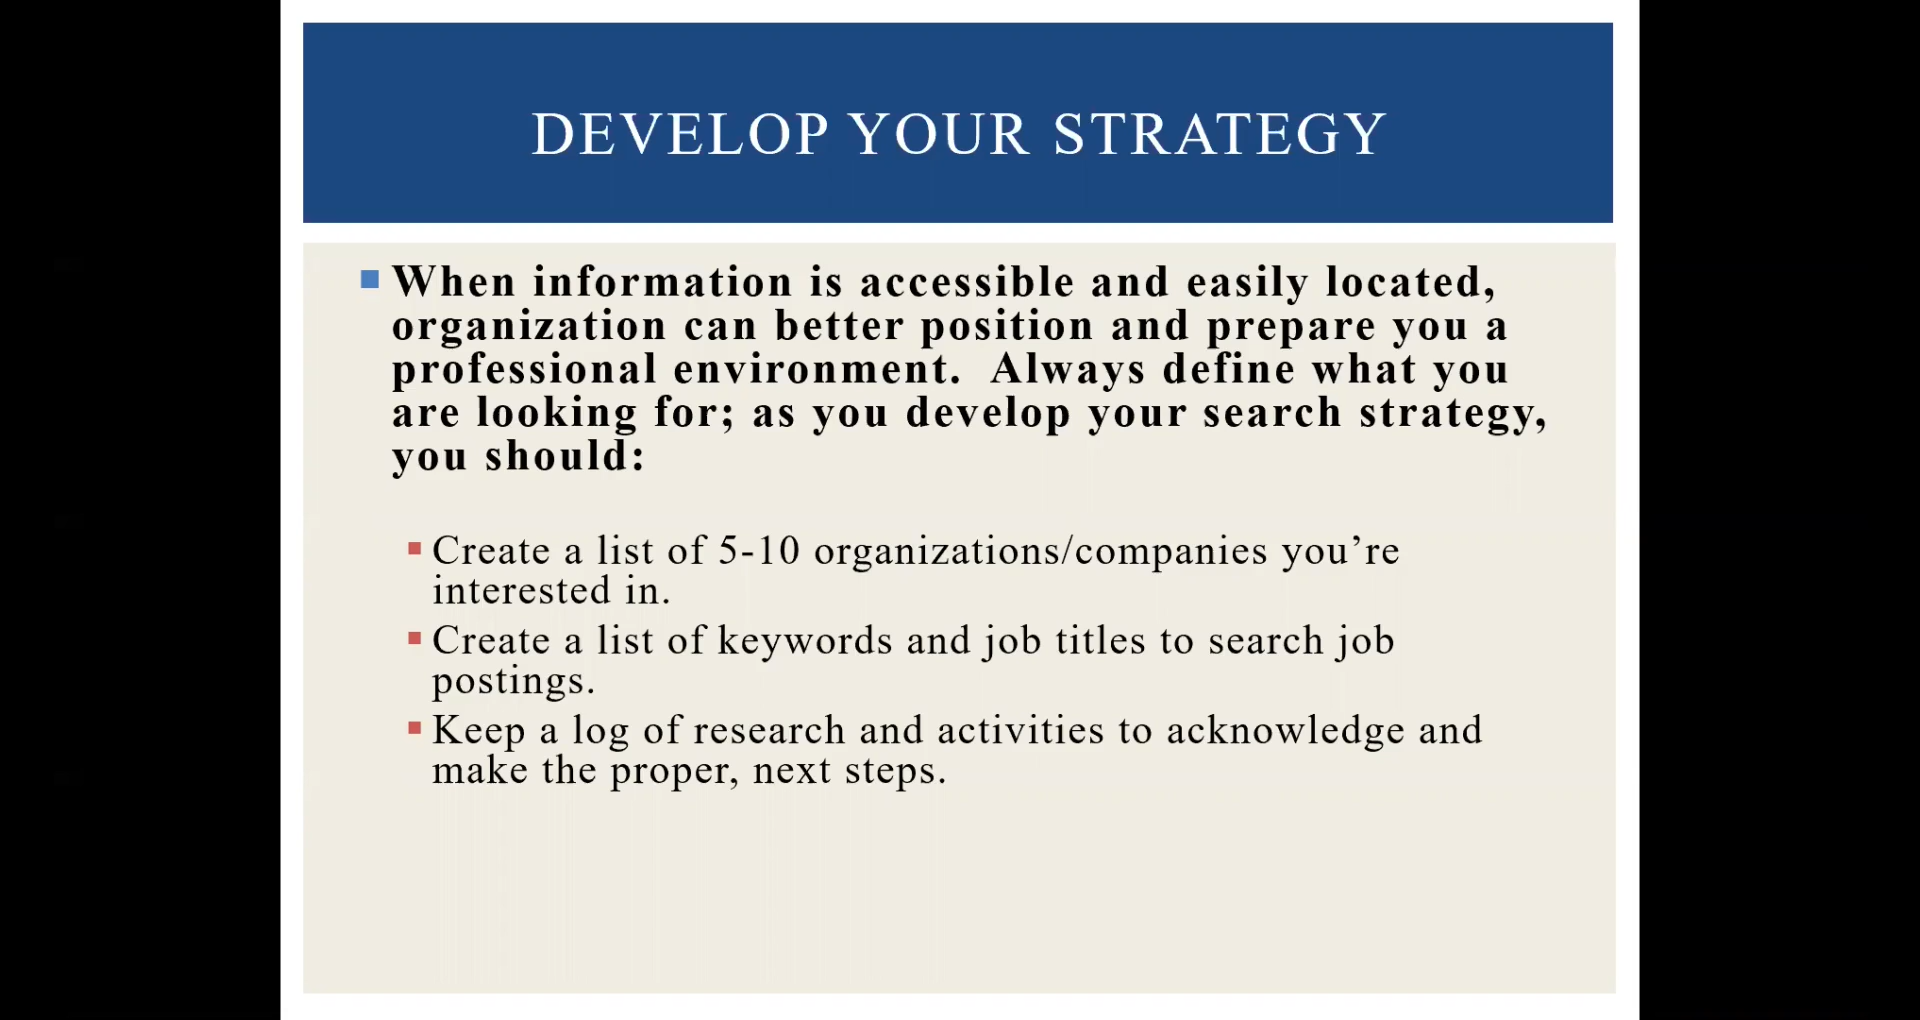 DEVELOP YOUR STRATEGY
When information is accessible and easily located,
organization can better position and prepare you a
professional environment.  Always define what you
are looking for; as you develop your search strategy,
you should:
Create a list of 5-10 organizations/companies you’re
interested in.
Create a list of keywords and job titles to search job
postings.
Keep a log of research and activities to acknowledge and
make the proper, next steps.